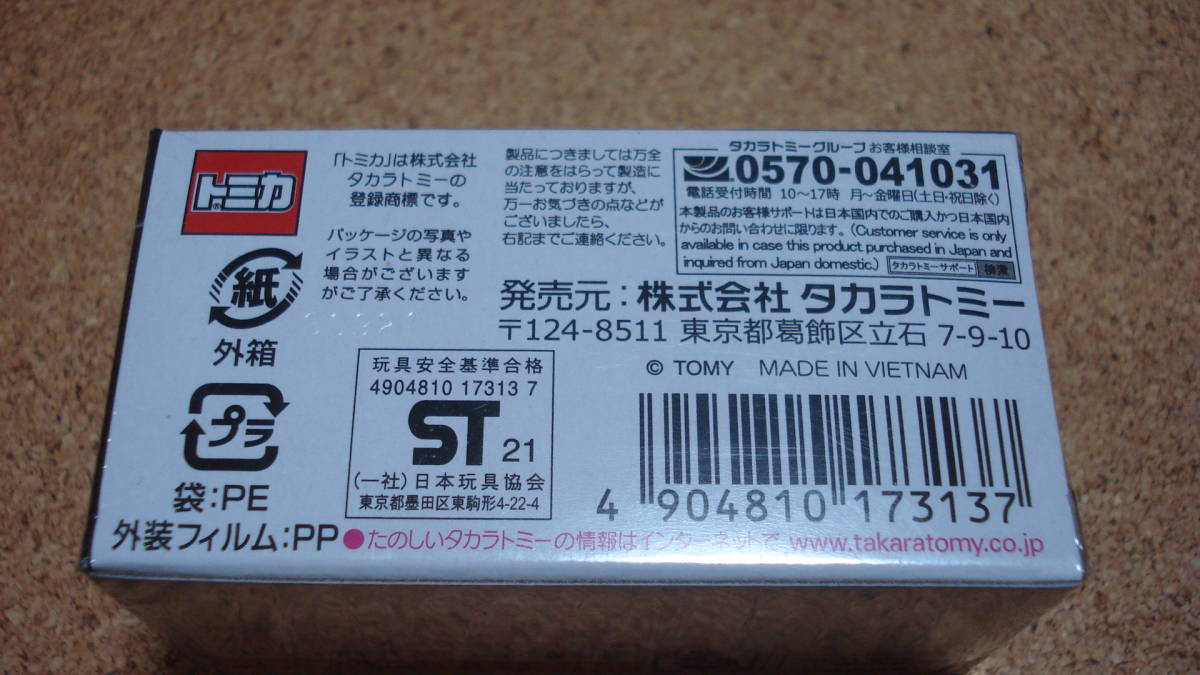 トミカ
®
「トミカ」は株式会社
タカラトミーの
登録商標です。
パッケージの写真や
イラストと異なる
場合がございます
がご了承ください。
製品につきましては万全
の注意をはらって製造に
当たっておりますが、
万一お気づきの点などが
ございましたら、
右記までご連絡ください。
タカラトミーグループ お客様相談室
0570-041031
電話受付時間 10〜17時 月〜金曜日(土日・祝日除く)
本製品のお客様サポートは日本国内でのご購入かつ日本国内
からのお問い合わせに限ります。(Customer service is only
available in case this product purchased in Japan and
inquired from Japan domestic.) タカラトミーサポート 検索
発売元:株式会社 タカラトミー
〒124-8511 東京都葛飾区立石 7-9-10
© TOMY MADE IN VIETNAM
紙
外箱
プラ
袋:PE
外装フィルム:PP
玩具安全基準合格
4904810 17313 7
ST 21
(一社)日本玩具協会
東京都墨田区東駒形4-22-4
4 904810 173137
●たのしいタカラトミーの情報はインターネットで www.takaratomy.co.jp